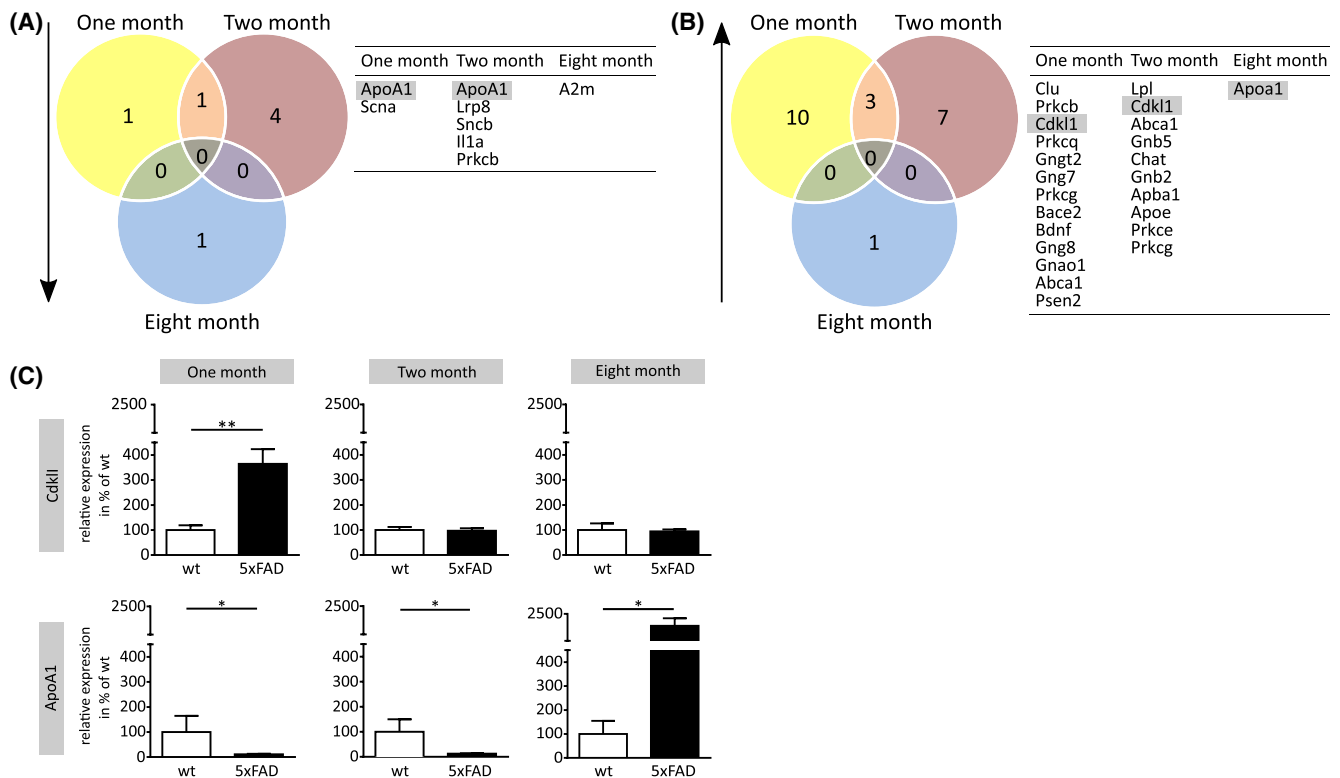 (A)
One month
Two month
1
1
4
0
0
0
1
Eight month
One month Two month Eight month
ApoA1 ApoA1 A2m
Scna Lrp8
Sncb
Il1a
Prkcb
(B)
One month
Two month
10
3
7
0
0
0
1
Eight month
One month Two month Eight month
Clu Lpl Apoa1
Prkcb Cdkl1
Cdkl1 Abca1
Prkcq Gnb5
Gngt2 Chat
Gng7 Gnb2
Prkcg Apba1
Bace2 Apoe
Bdnf Prkce
Gng8 Prkcg
Gnao1
Abca1
Psen2
(C)
One month
Two month
Eight month
CdklI
relative expression
in % of wt
2500
400
300
200
100
0
**
wt 5xFAD
2500
400
300
200
100
0
wt 5xFAD
2500
400
300
200
100
0
wt 5xFAD
ApoA1
relative expression
in % of wt
2500
400
300
200
100
0
*
wt 5xFAD
2500
400
300
200
100
0
*
wt 5xFAD
2500
400
300
200
100
0
*
wt 5xFAD